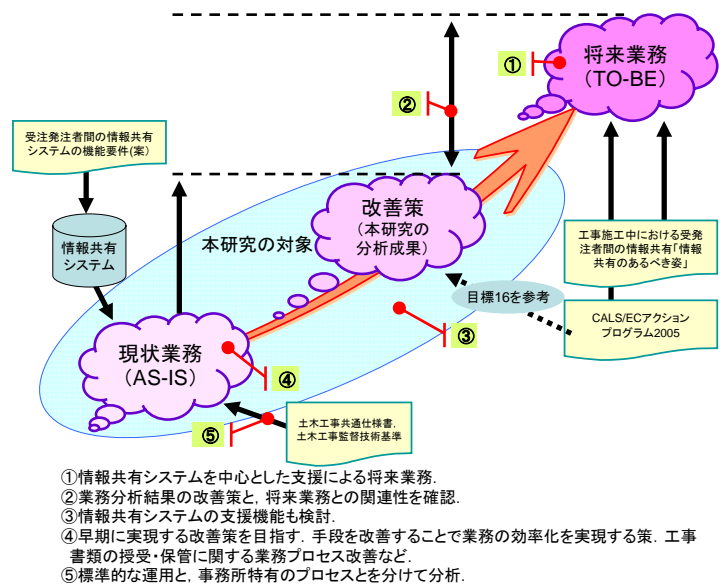 将来業務
(TO-BE)
①
②
受注発注者間の情報共有
システムの機能要件(案)
改善策
(本研究の
分析成果)
本研究の対象
情報共有
システム
工事施工中における受発
注者間の情報共有「情報
共有のあるべき姿」
目標16を参考
CALS/ECアクション
プログラム2005
③
現状業務
(AS-IS)
④
⑤
土木工事共通仕様書,
土木工事監督技術基準
①情報共有システムを中心とした支援による将来業務.
②業務分析結果の改善策と, 将来業務との関連性を確認.
③情報共有システムの支援機能も検討.
④早期に実現する改善策を目指す. 手段を改善することで業務の効率化を実現する策. 工事
書類の授受・保管に関する業務プロセス改善など.
⑤標準的な運用と, 事務所特有のプロセスとを分けて分析.